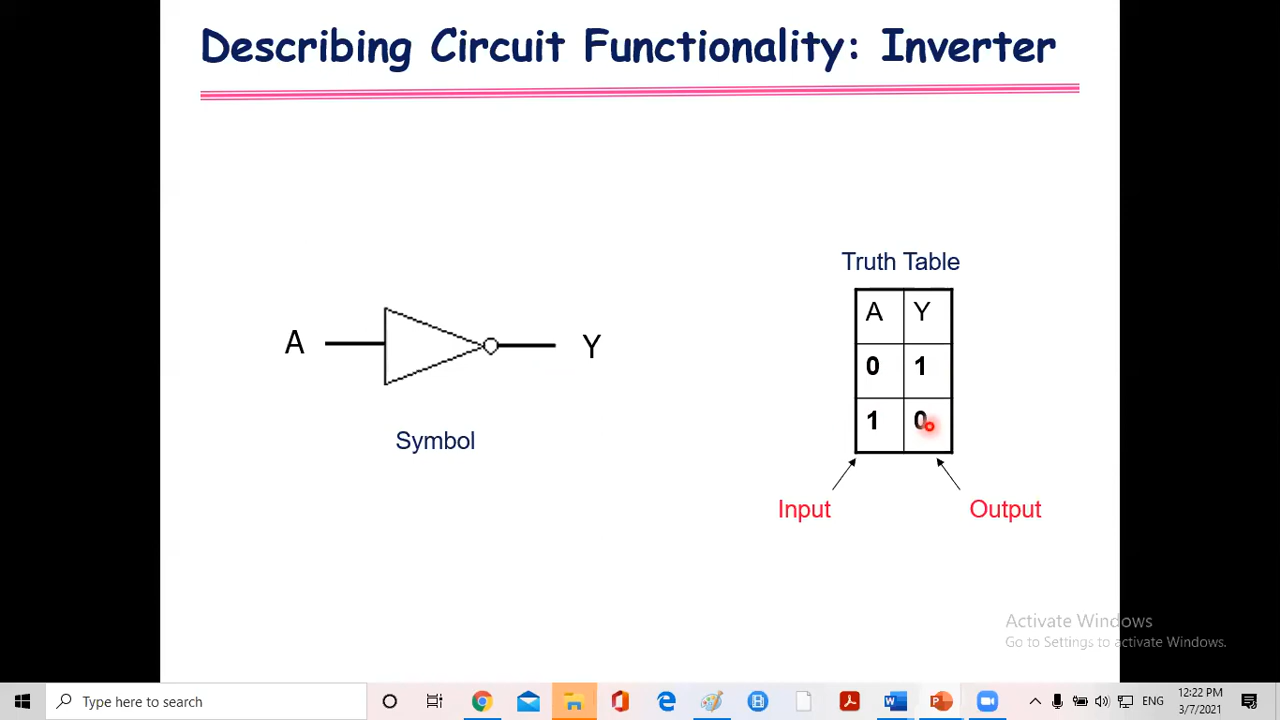 Describing Circuit Functionality: Inverter
Truth Table
A Y
0 1
1 0
A Y
Symbol
Input Output
Activate Windows
Go to Settings to activate Windows.
Type here to search
ENG
12:22 PM
3/7/2021